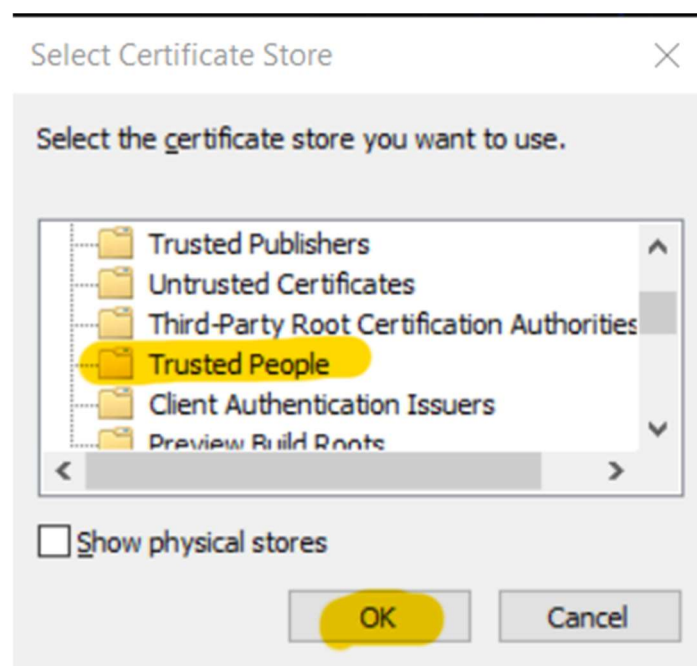 Select Certificate Store
Select the certificate store you want to use.
Trusted Publishers
Untrusted Certificates
Third-Party Root Certification Authorities
Trusted People
Client Authentication Issuers
Preview Build Roots
Show physical stores
OK
Cancel